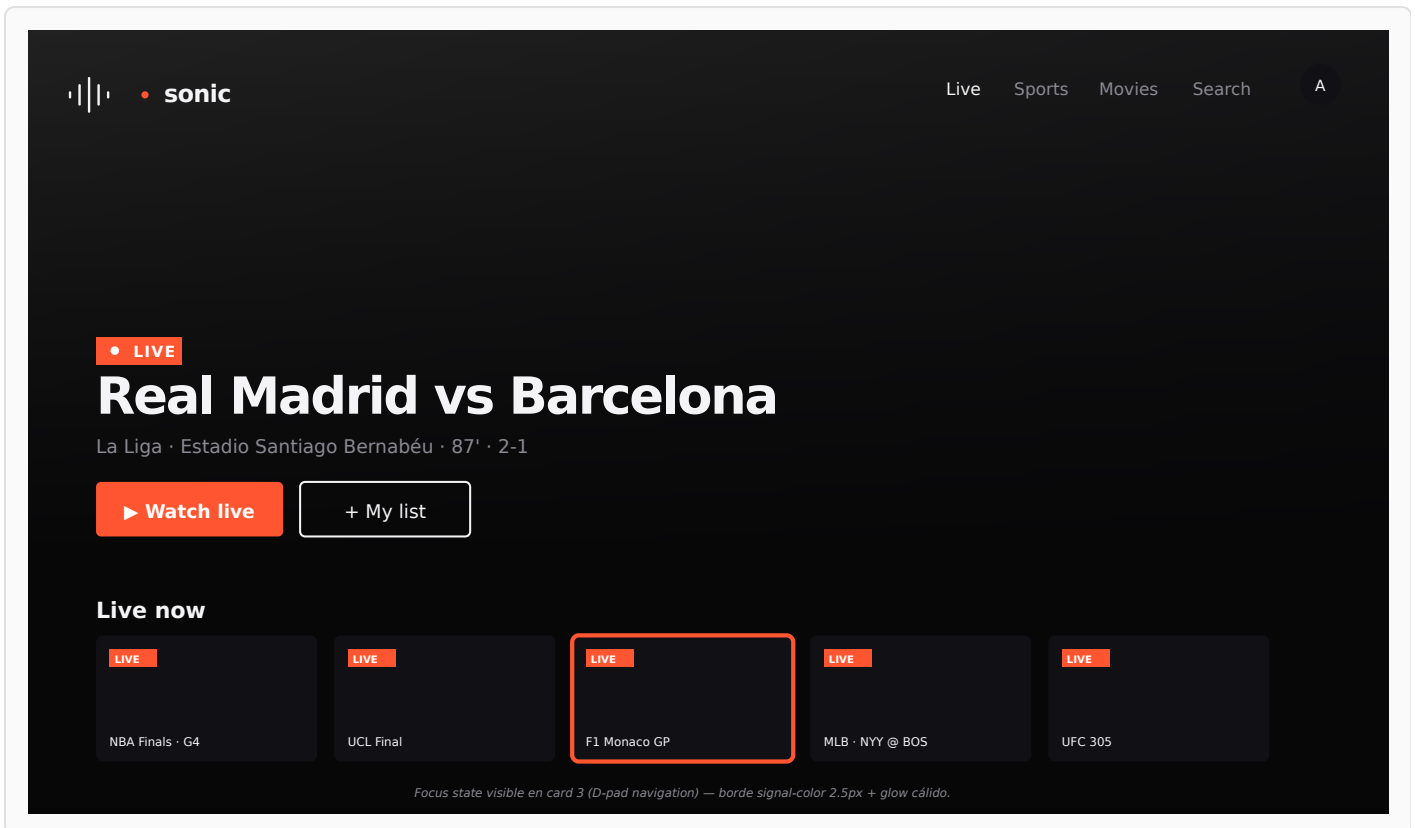 sonic
Live Sports Movies Search A
LIVE
Real Madrid vs Barcelona
La Liga · Estadio Santiago Bernabéu · 87' · 2-1
▶ Watch live + My list
Live now
LIVE LIVE LIVE LIVE LIVE
NBA Finals · G4 UCL Final F1 Monaco GP MLB · NYY @ BOS UFC 305
Focus state visible en card 3 (D-pad navigation) — borde signal-color 2.5px + glow cálido.